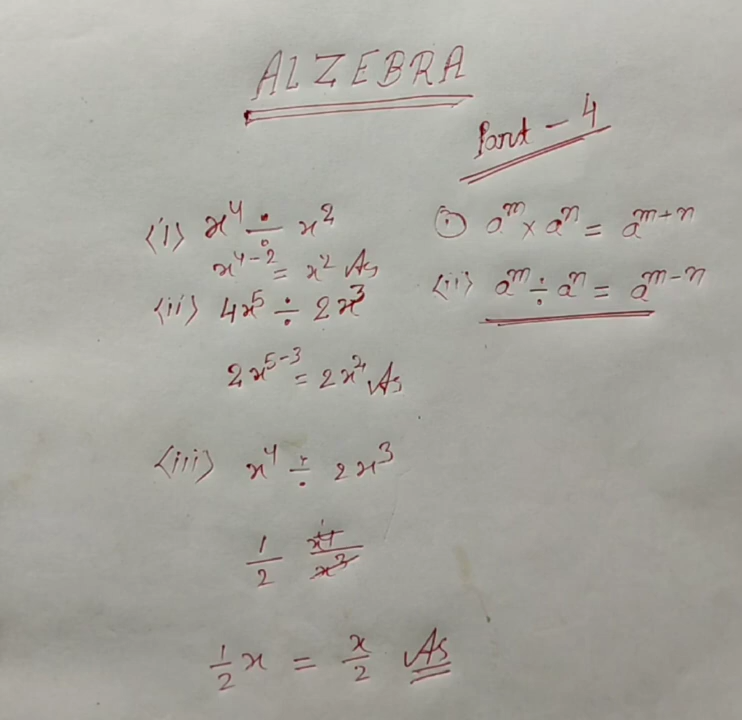 ALZEBRA
Part - 4
(i) x⁴ ÷ x²
x⁴⁻² = x² As
(ii) 4x⁵ ÷ 2x³
2x⁵⁻³ = 2x² As
(i) aᵐ × aⁿ = aᵐ⁺ⁿ
(ii) aᵐ ÷ aⁿ = aᵐ⁻ⁿ
(iii) x⁴ ÷ 2x³
1/2 x⁴/x³
1/2 x = x/2 As